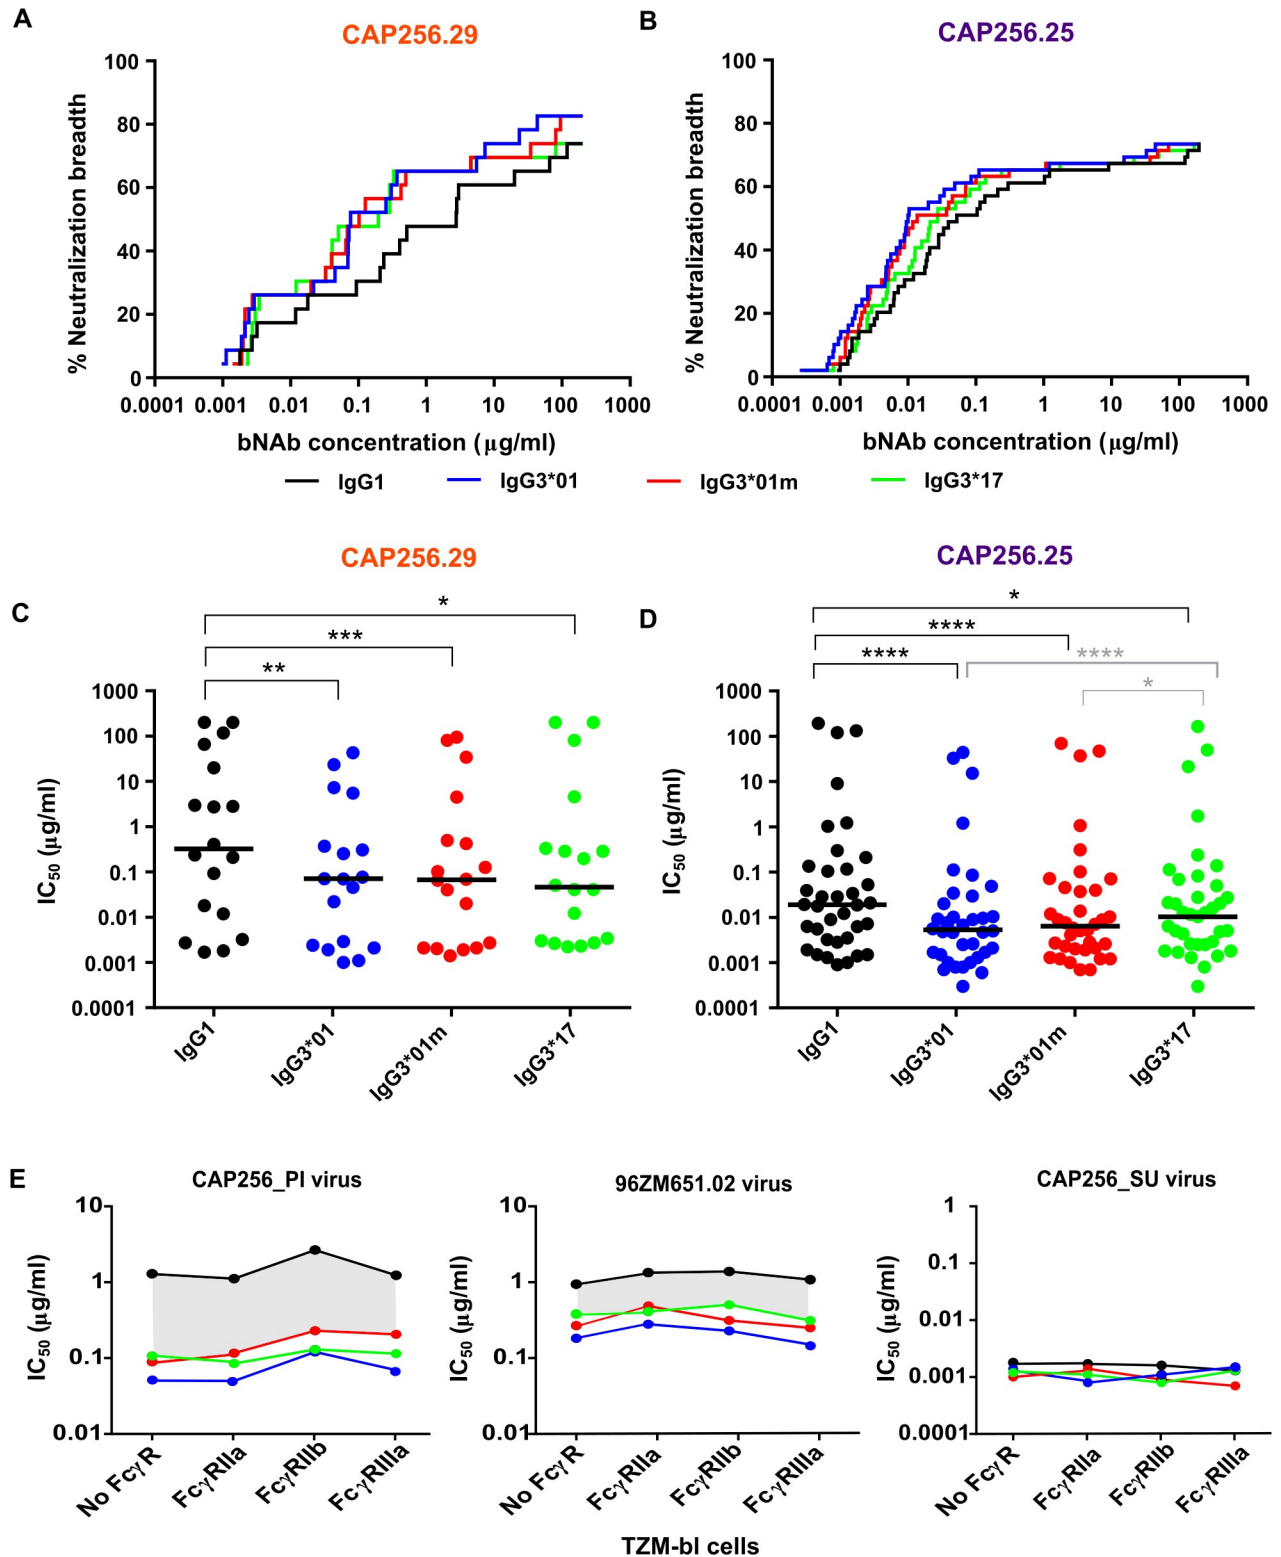 A
CAP256.29
% Neutralization breadth
100
80
60
40
20
0
0.0001 0.001 0.01 0.1 1 10 100 1000
bNAb concentration (μg/ml)
B
CAP256.25
% Neutralization breadth
100
80
60
40
20
0
0.0001 0.001 0.01 0.1 1 10 100 1000
bNAb concentration (μg/ml)
IgG1 IgG3*01 IgG3*01m IgG3*17
C
CAP256.29
*
***
**
IC50 (μg/ml)
1000
100
10
1
0.1
0.01
0.001
0.0001
IgG1 IgG3*01 IgG3*01m IgG3*17
D
CAP256.25
*
****
**** ****
*
IC50 (μg/ml)
1000
100
10
1
0.1
0.01
0.001
0.0001
IgG1 IgG3*01 IgG3*01m IgG3*17
E
CAP256_PI virus
IC50 (μg/ml)
10
1
0.1
0.01
No FcγR FcγRIIa FcγRIIb FcγRIIIa
96ZM651.02 virus
IC50 (μg/ml)
10
1
0.1
0.01
No FcγR FcγRIIa FcγRIIb FcγRIIIa
CAP256_SU virus
IC50 (μg/ml)
1
0.1
0.01
0.001
0.0001
No FcγR FcγRIIa FcγRIIb FcγRIIIa
TZM-bl cells